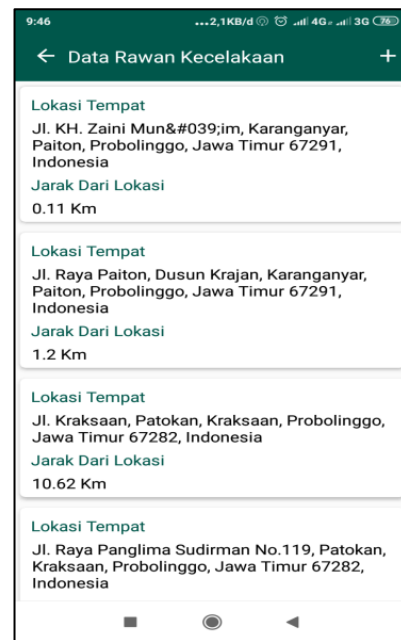 9:46
...2,1KB/d 4G 3G 76
Data Rawan Kecelakaan +
Lokasi Tempat
Jl. KH. Zaini Mun&#039;im, Karanganyar,
Paiton, Probolinggo, Jawa Timur 67291,
Indonesia
Jarak Dari Lokasi
0.11 Km
Lokasi Tempat
Jl. Raya Paiton, Dusun Krajan, Karanganyar,
Paiton, Probolinggo, Jawa Timur 67291,
Indonesia
Jarak Dari Lokasi
1.2 Km
Lokasi Tempat
Jl. Kraksaan, Patokan, Kraksaan, Probolinggo,
Jawa Timur 67282, Indonesia
Jarak Dari Lokasi
10.62 Km
Lokasi Tempat
Jl. Raya Panglima Sudirman No.119, Patokan,
Kraksaan, Probolinggo, Jawa Timur 67282,
Indonesia